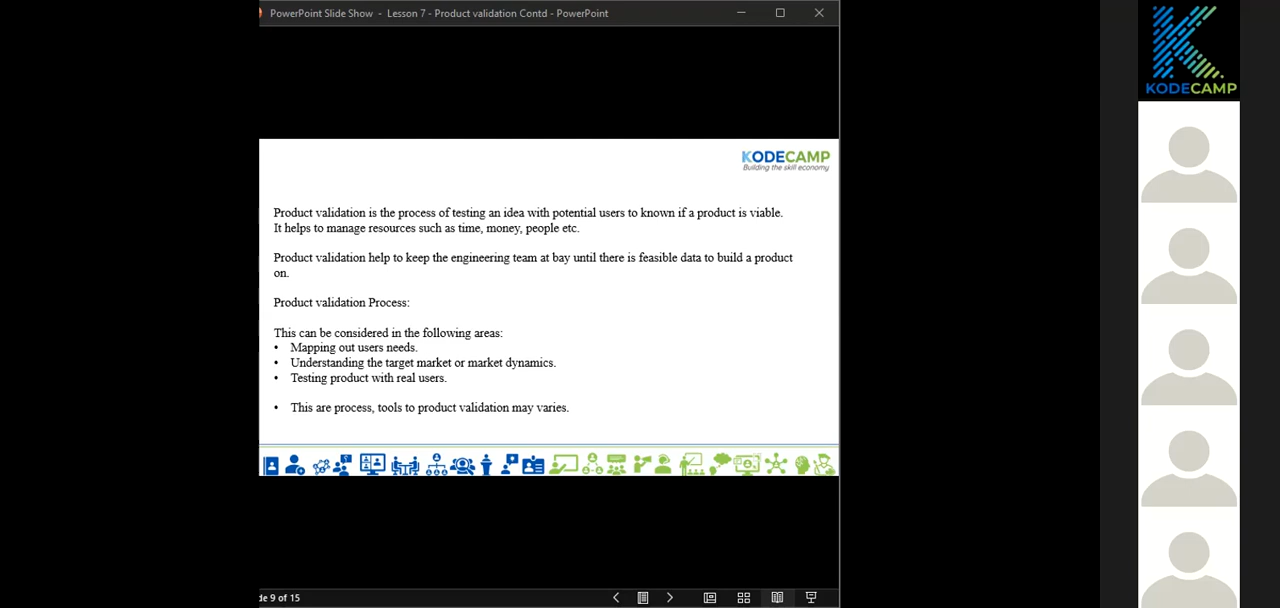 PowerPoint Slide Show - Lesson 7 - Product validation Contd - PowerPoint
KODECAMP
KODECAMP
Building the skill economy
Product validation is the process of testing an idea with potential users to known if a product is viable.
It helps to manage resources such as time, money, people etc.
Product validation help to keep the engineering team at bay until there is feasible data to build a product
on.
Product validation Process:
This can be considered in the following areas:
• Mapping out users needs.
• Understanding the target market or market dynamics.
• Testing product with real users.
• This are process, tools to product validation may varies.
de 9 of 15